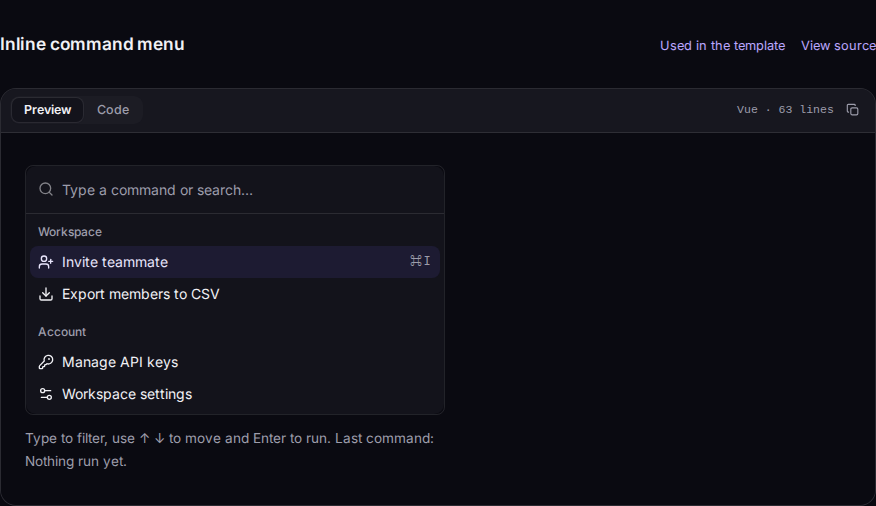 Inline command menu
Used in the template
View source
Preview
Code
Vue · 63 lines
Type a command or search...
Workspace
Invite teammate
⌘I
Export members to CSV
Account
Manage API keys
Workspace settings
Type to filter, use ↑ ↓ to move and Enter to run. Last command:
Nothing run yet.